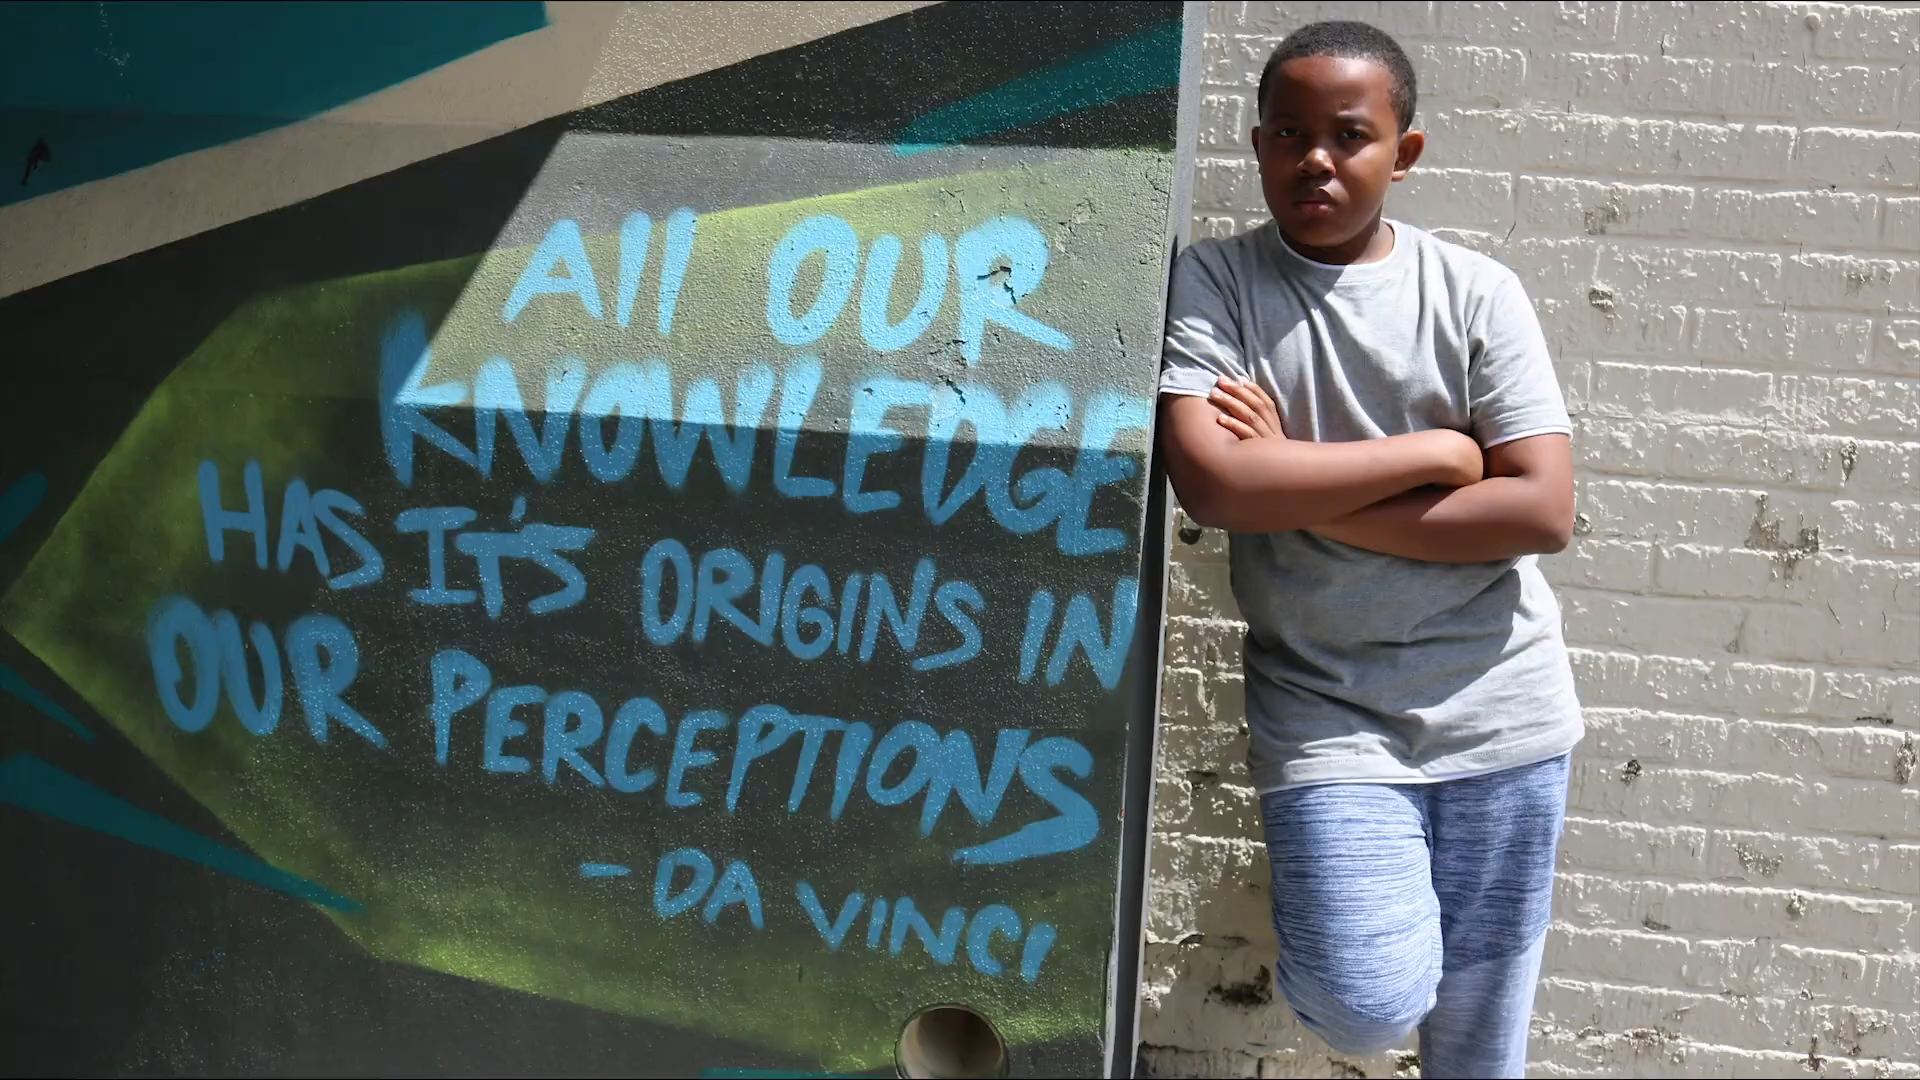 All OUR
KNOWLEDGE
HAS IT'S ORIGINS IN
OUR PERCEPTIONS
- DA VINCI